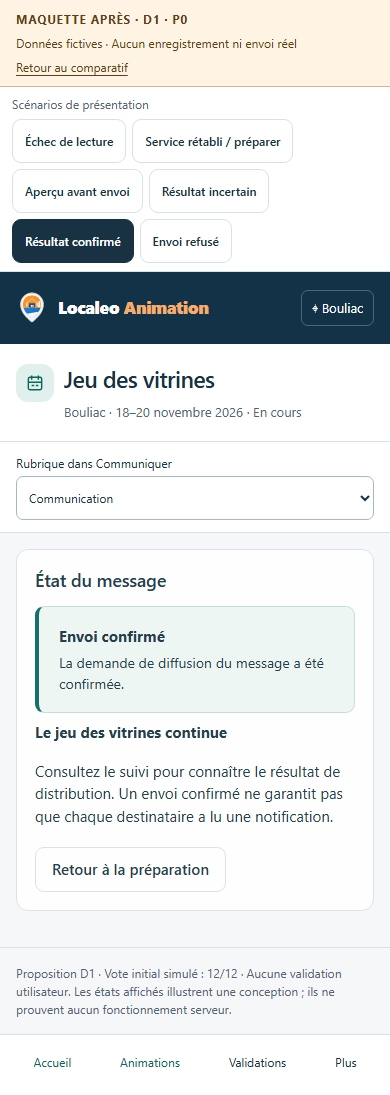 MAQUETTE APRÈS · D1 · P0
Données fictives · Aucun enregistrement ni envoi réel
Retour au comparatif
Scénarios de présentation
Échec de lecture
Service rétabli / préparer
Aperçu avant envoi
Résultat incertain
Résultat confirmé
Envoi refusé
Localeo Animation
Bouliac
Jeu des vitrines
Bouliac · 18–20 novembre 2026 · En cours
Rubrique dans Communiquer
Communication
État du message
Envoi confirmé
La demande de diffusion du message a été
confirmée.
Le jeu des vitrines continue
Consultez le suivi pour connaître le résultat de
distribution. Un envoi confirmé ne garantit pas
que chaque destinataire a lu une notification.
Retour à la préparation
Proposition D1 · Vote initial simulé : 12/12 · Aucune validation
utilisateur. Les états affichés illustrent une conception ; ils ne
prouvent aucun fonctionnement serveur.
Accueil
Animations
Validations
Plus